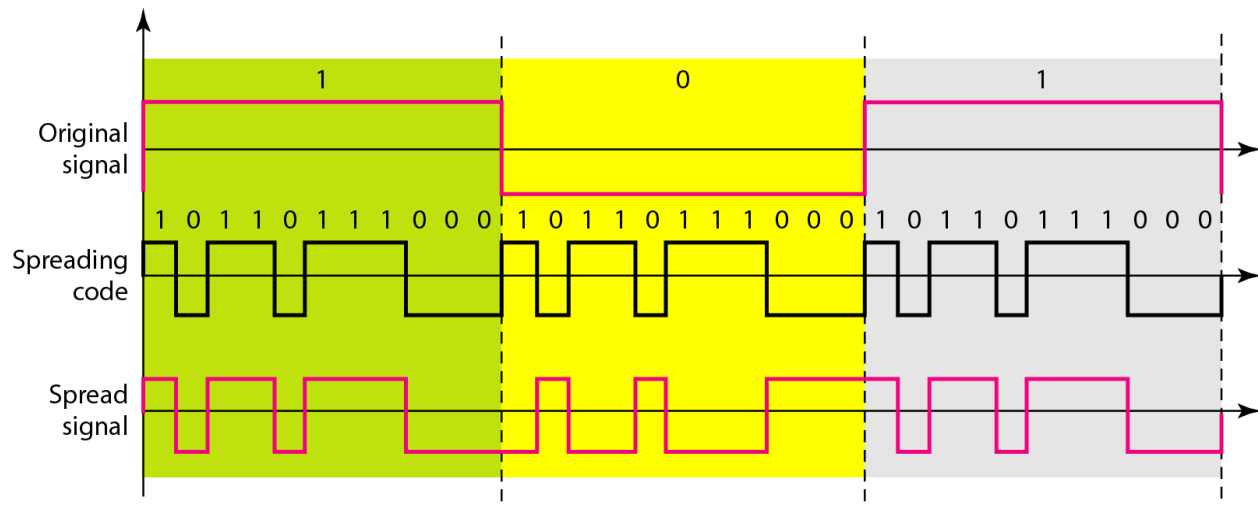 1 0 1
Original
signal
1 0 1 1 0 1 1 1 0 0 0 1 0 1 1 0 1 1 1 0 0 0 1 0 1 1 0 1 1 1 0 0 0
Spreading
code
Spread
signal